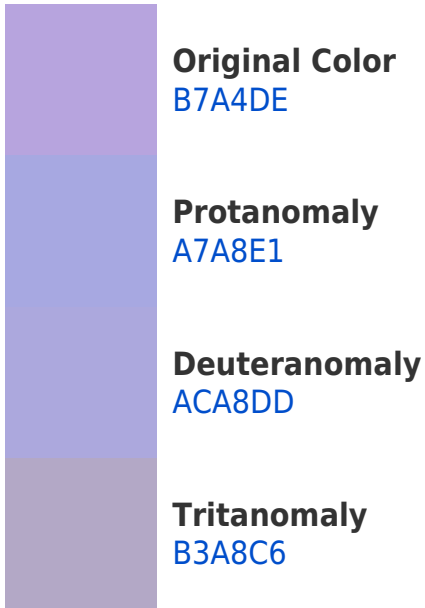 Original Color
B7A4DE
Protanomaly
A7A8E1
Deuteranomaly
ACA8DD
Tritanomaly
B3A8C6